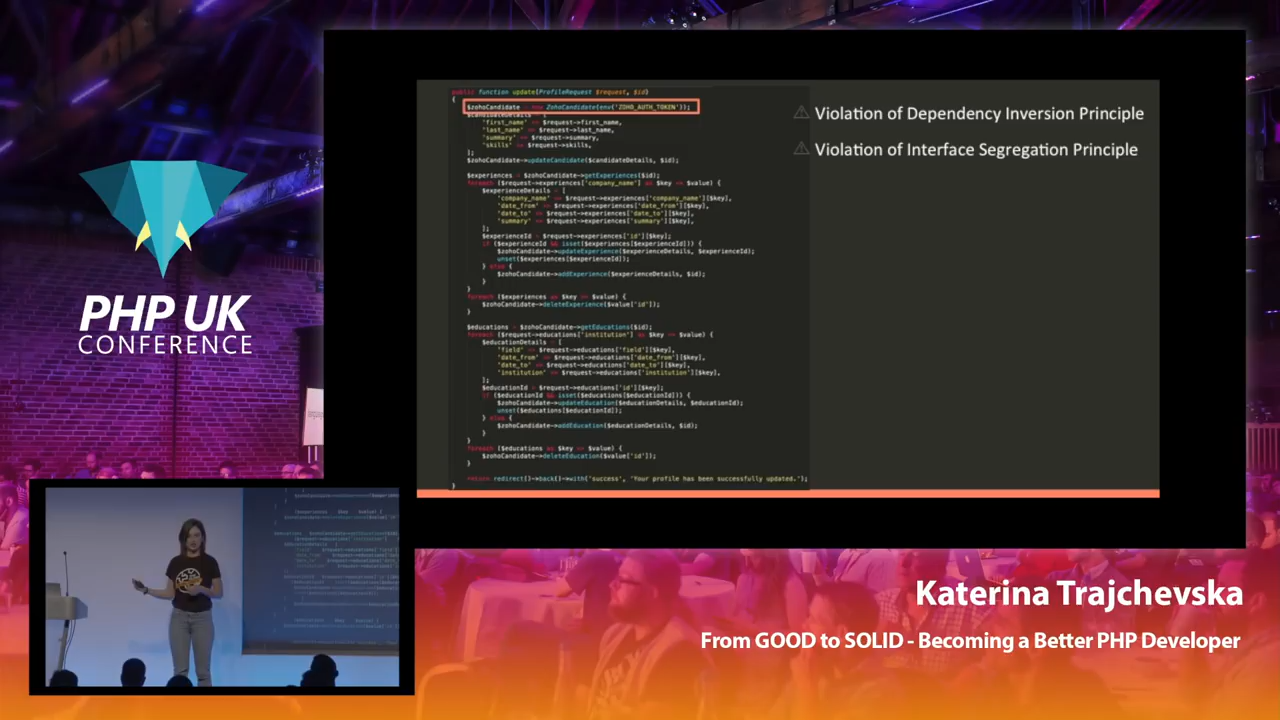 PHP UK
CONFERENCE
public function update(ProfileRequest $request, $id)
{
$zohoCandidate = new ZohoCandidate(env('ZOHO_AUTH_TOKEN'));
$candidateDetails = [
'first_name' => $request->first_name,
'last_name' => $request->last_name,
'summary' => $request->summary,
'skills' => $request->skills,
];
$zohoCandidate->updateCandidate($candidateDetails, $id);
$experiences = $zohoCandidate->getExperiences($id);
foreach ($request->experiences['company_name'] as $key => $value) {
$experienceDetails = [
'company_name' => $request->experiences['company_name'][$key],
'date_from' => $request->experiences['date_from'][$key],
'date_to' => $request->experiences['date_to'][$key],
'summary' => $request->experiences['summary'][$key],
];
$experienceId = $request->experiences['id'][$key];
if ($experienceId && isset($experiences[$experienceId])) {
$zohoCandidate->updateExperience($experienceDetails, $experienceId);
unset($experiences[$experienceId]);
} else {
$zohoCandidate->addExperience($experienceDetails, $id);
}
}
foreach ($experiences as $key => $value) {
$zohoCandidate->deleteExperience($value['id']);
}
$educations = $zohoCandidate->getEducations($id);
foreach ($request->educations['institution'] as $key => $value) {
$educationDetails = [
'field' => $request->educations['field'][$key],
'date_from' => $request->educations['date_from'][$key],
'date_to' => $request->educations['date_to'][$key],
'institution' => $request->educations['institution'][$key],
];
$educationId = $request->educations['id'][$key];
if ($educationId && isset($educations[$educationId])) {
$zohoCandidate->updateEducation($educationDetails, $educationId);
unset($educations[$educationId]);
} else {
$zohoCandidate->addEducation($educationDetails, $id);
}
}
foreach ($educations as $key => $value) {
$zohoCandidate->deleteEducation($value['id']);
}
return redirect()->back()->with('success', 'Your profile has been successfully updated.');
}
⚠ Violation of Dependency Inversion Principle
⚠ Violation of Interface Segregation Principle
Katerina Trajchevska
From GOOD to SOLID - Becoming a Better PHP Developer